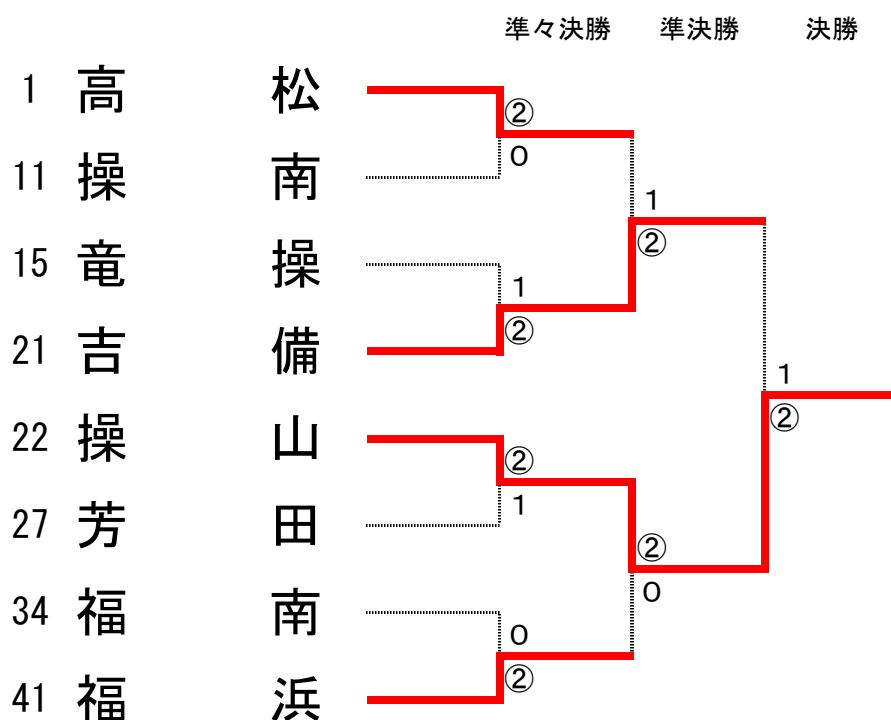 準々決勝 準決勝 決勝
1 高 松
②
0
11 操 南
1
②
15 竜 操
1
②
21 吉 備
1
②
22 操 山
②
1
27 芳 田
②
0
34 福 南
0
②
41 福 浜